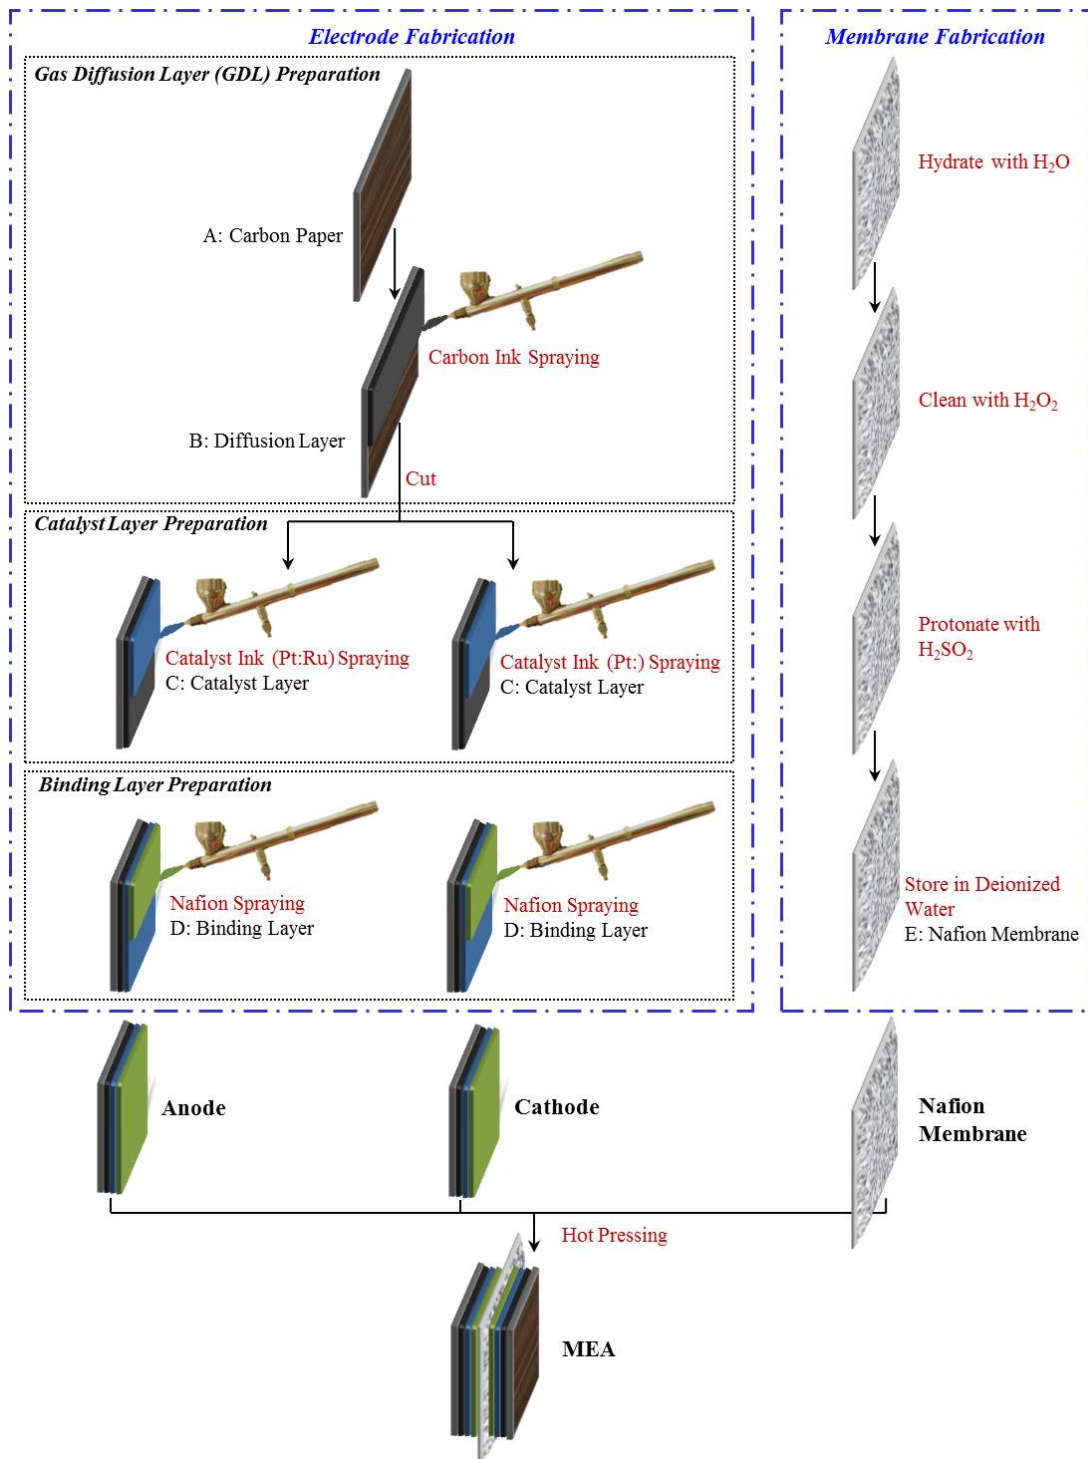 Electrode Fabrication
Gas Diffusion Layer (GDL) Preparation
A: Carbon Paper
Carbon Ink Spraying
B: Diffusion Layer
Cut
Catalyst Layer Preparation
Catalyst Ink (Pt:Ru) Spraying
C: Catalyst Layer
Catalyst Ink (Pt:) Spraying
C: Catalyst Layer
Binding Layer Preparation
Nafion Spraying
D: Binding Layer
Nafion Spraying
D: Binding Layer
Membrane Fabrication
Hydrate with H₂O
Clean with H₂O₂
Protonate with
H₂SO₂
Store in Deionized
Water
E: Nafion Membrane
Anode
Cathode
Nafion
Membrane
Hot Pressing
MEA